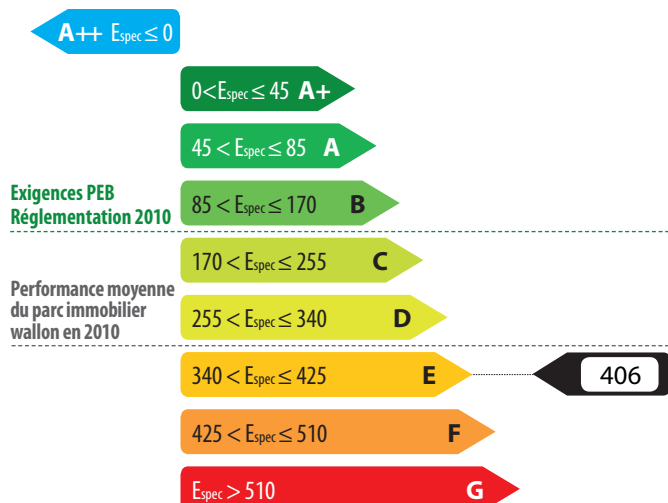 A++ Espec ≤ 0
0 < Espec ≤ 45 A+
45 < Espec ≤ 85 A
Exigences PEB
Réglementation 2010
85 < Espec ≤ 170 B
170 < Espec ≤ 255 C
Performance moyenne
du parc immobilier
wallon en 2010
255 < Espec ≤ 340 D
340 < Espec ≤ 425 E
406
425 < Espec ≤ 510 F
Espec > 510 G